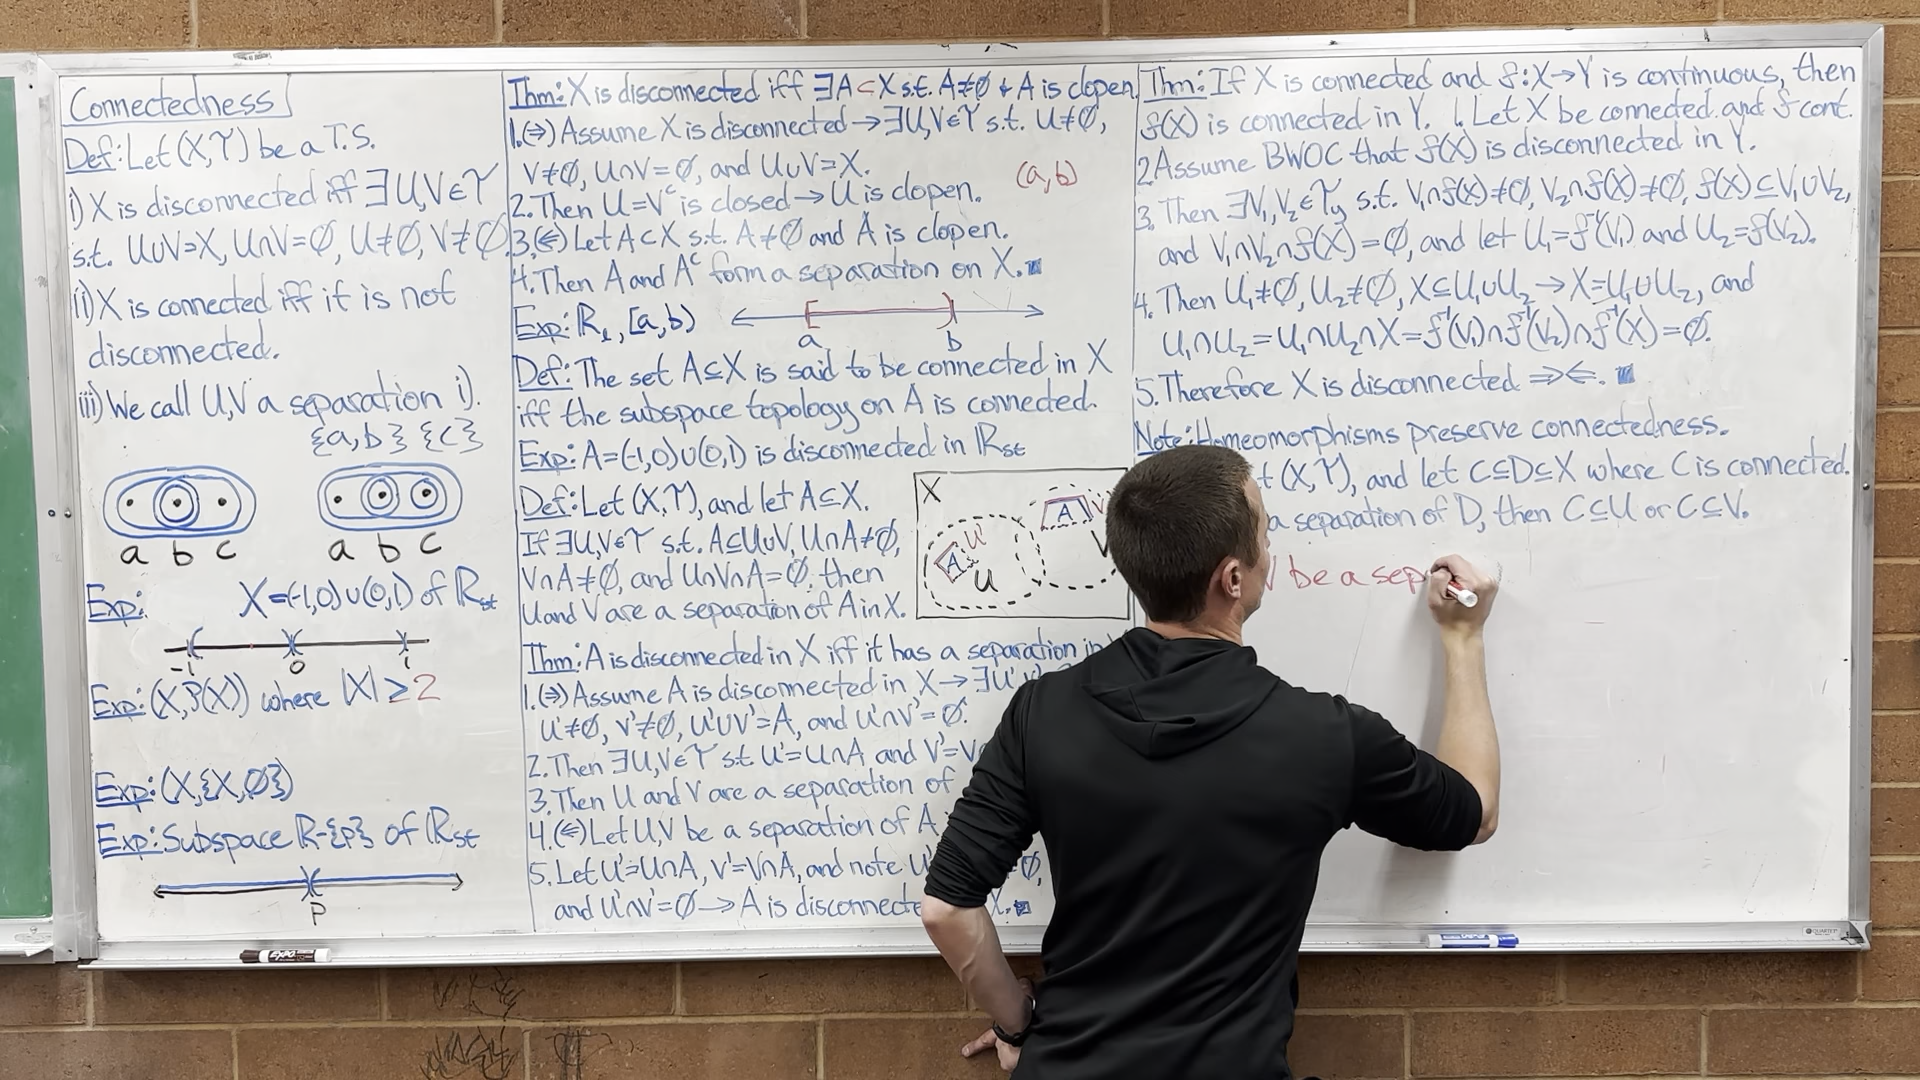 Connectedness
Def: Let (X,𝒯) be a T.S.
i) X is disconnected iff ∃U,V∈𝒯
s.t. U∪V=X, U∩V=∅, U≠∅, V≠∅.
ii) X is connected iff it is not
disconnected.
iii) We call U,V a separation i).
{a,b} {c}
a b c
a b c
Exp: X=(-1,0)∪(0,1) of ℝst
-1 0 1
Exp: (X,P(X)) where |X| ≥ 2
Exp: (X,{X,∅})
Exp: Subspace ℝ-{p} of ℝst
P
Thm: X is disconnected iff ∃A⊂X s.t. A≠∅ + A is clopen.
1.(⇒) Assume X is disconnected → ∃U,V∈𝒯 s.t. U≠∅,
V≠∅, U∩V=∅, and U∪V=X.
(a,b)
2. Then U=Vᶜ is closed → U is clopen.
3.(⇐) Let A⊂X s.t. A≠∅ and A is clopen.
4. Then A and Aᶜ form a separation on X.
Exp: ℝℓ, [a,b)
a b
Def: The set A⊆X is said to be connected in X
iff the subspace topology on A is connected.
Exp: A=(-1,0)∪(0,1) is disconnected in ℝst
Def: Let (X,𝒯), and let A⊆X.
If ∃U,V∈𝒯 s.t. A⊆U∪V, U∩A≠∅,
V∩A≠∅, and U∩V∩A=∅, then
U and V are a separation of A in X.
X
A V
A U'
U
V
Thm: A is disconnected in X iff it has a separation in
1.(⇒) Assume A is disconnected in X → ∃U',V'
U'≠∅, V'≠∅, U'∪V'=A, and U'∩V'=∅.
2. Then ∃U,V∈𝒯 s.t. U'=U∩A and V'=V∩
3. Then U and V are a separation of
4.(⇐) Let U,V be a separation of A
5. Let U'=U∩A, V'=V∩A, and note U' ≠∅,
and U'∩V'=∅ → A is disconnecte X.
Thm: If X is connected and f:X→Y is continuous, then
f(X) is connected in Y. 1. Let X be connected and f cont.
2 Assume BWOC that f(X) is disconnected in Y.
3. Then ∃V₁,V₂∈𝒯y s.t. V₁∩f(X)≠∅, V₂∩f(X)≠∅, f(X)⊆V₁∪V₂,
and V₁∩V₂∩f(X)=∅, and let U₁=f⁻¹(V₁) and U₂=f⁻¹(V₂).
4. Then U₁≠∅, U₂≠∅, X⊆U₁∪U₂ → X=U₁∪U₂, and
U₁∩U₂=U₁∩U₂∩X=f⁻¹(V₁)∩f⁻¹(V₂)∩f⁻¹(X)=∅.
5. Therefore X is disconnected ⇒⇐.
Note: Homeomorphisms preserve connectedness.
t (X,𝒯), and let C⊆D⊆X where C is connected.
a separation of D, then C⊆U or C⊆V.
V be a sep
EXPO
QUARTET